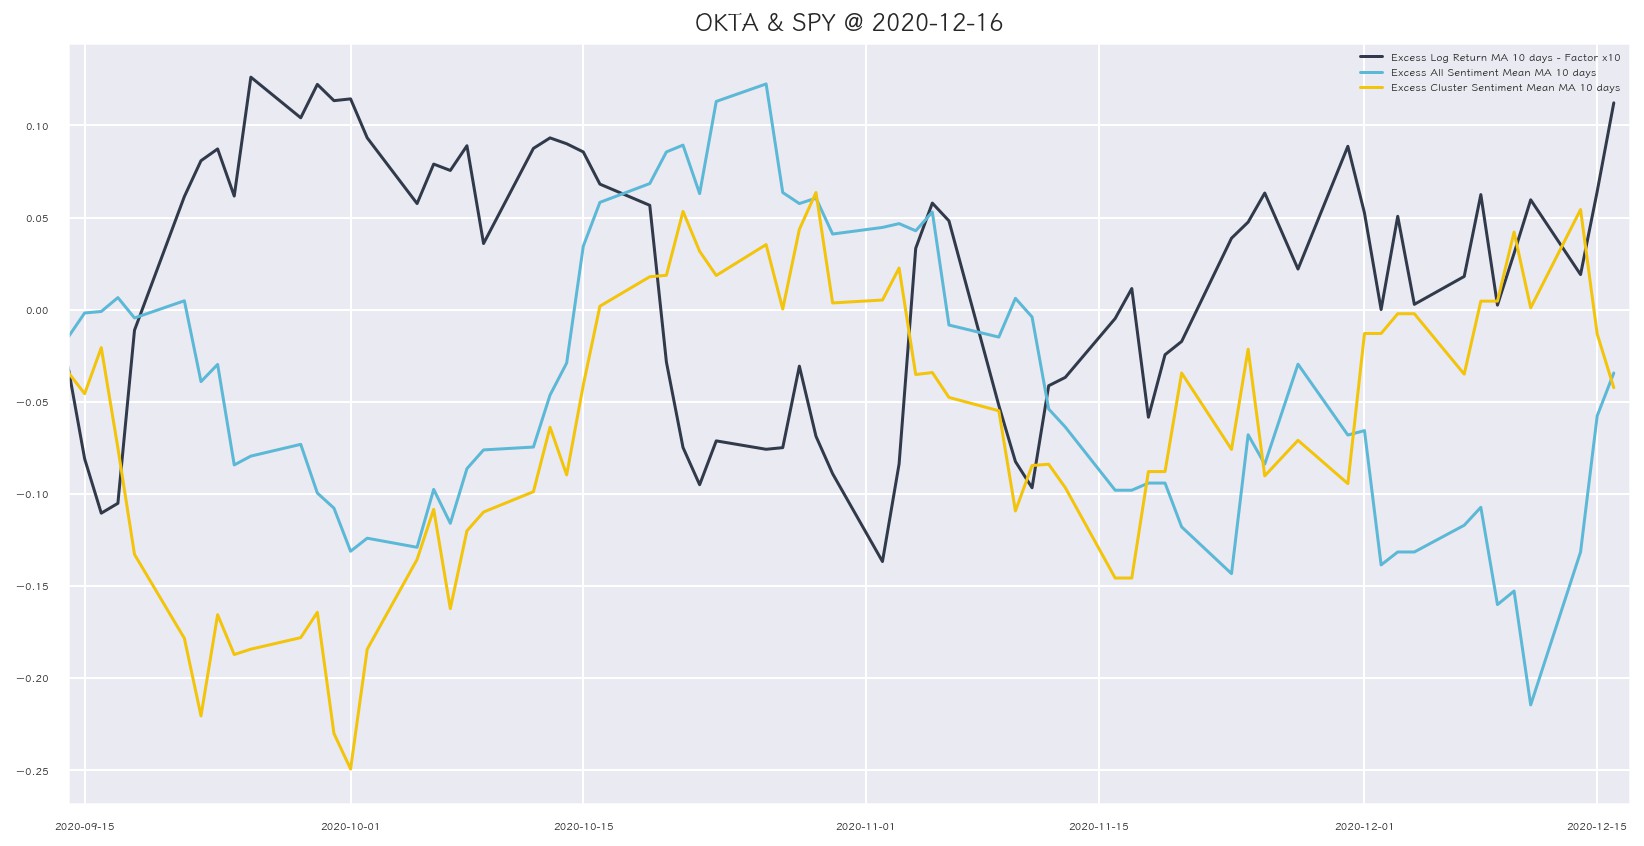 OKTA & SPY @ 2020-12-16
Excess Log Return MA 10 days - Factor x10
Excess All Sentiment Mean MA 10 days
Excess Cluster Sentiment Mean MA 10 days
0.10
0.05
0.00
−0.05
−0.10
−0.15
−0.20
−0.25
2020-09-15 2020-10-01 2020-10-15 2020-11-01 2020-11-15 2020-12-01 2020-12-15